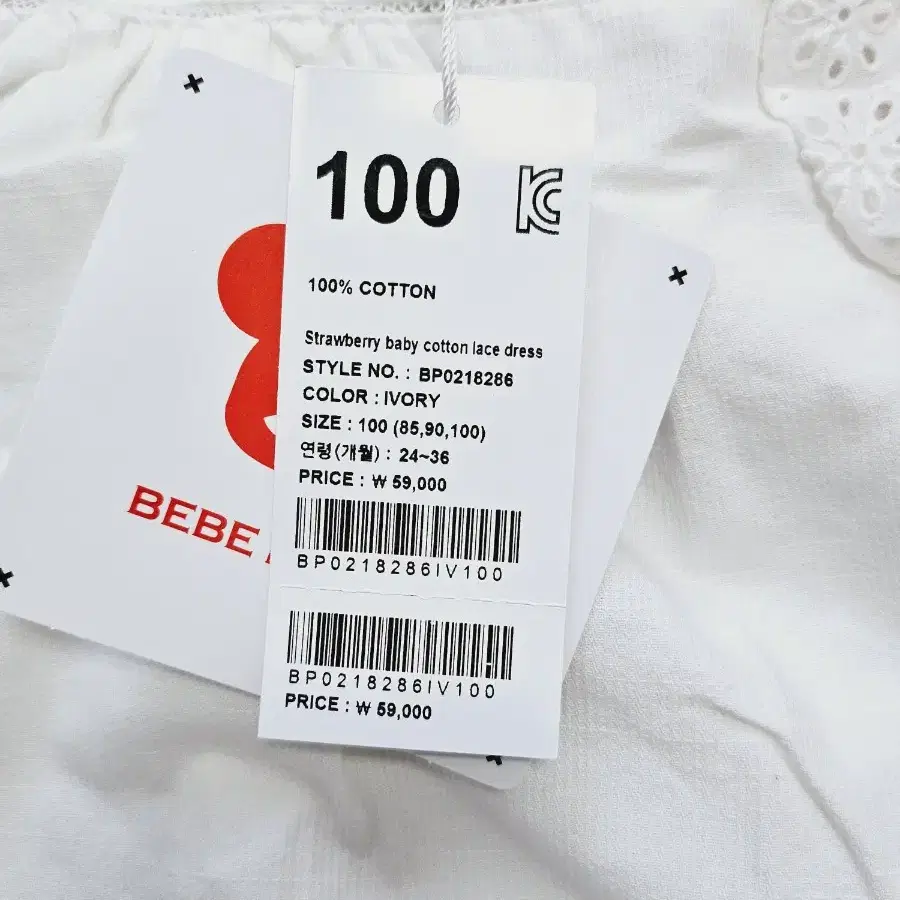 100
KC
100% COTTON
Strawberry baby cotton lace dress
STYLE NO. : BP0218286
COLOR : IVORY
SIZE : 100 (85,90,100)
연령(개월) : 24~36
PRICE : ₩ 59,000
BP0218286IV100
BP0218286IV100
PRICE : ₩ 59,000
BEBE